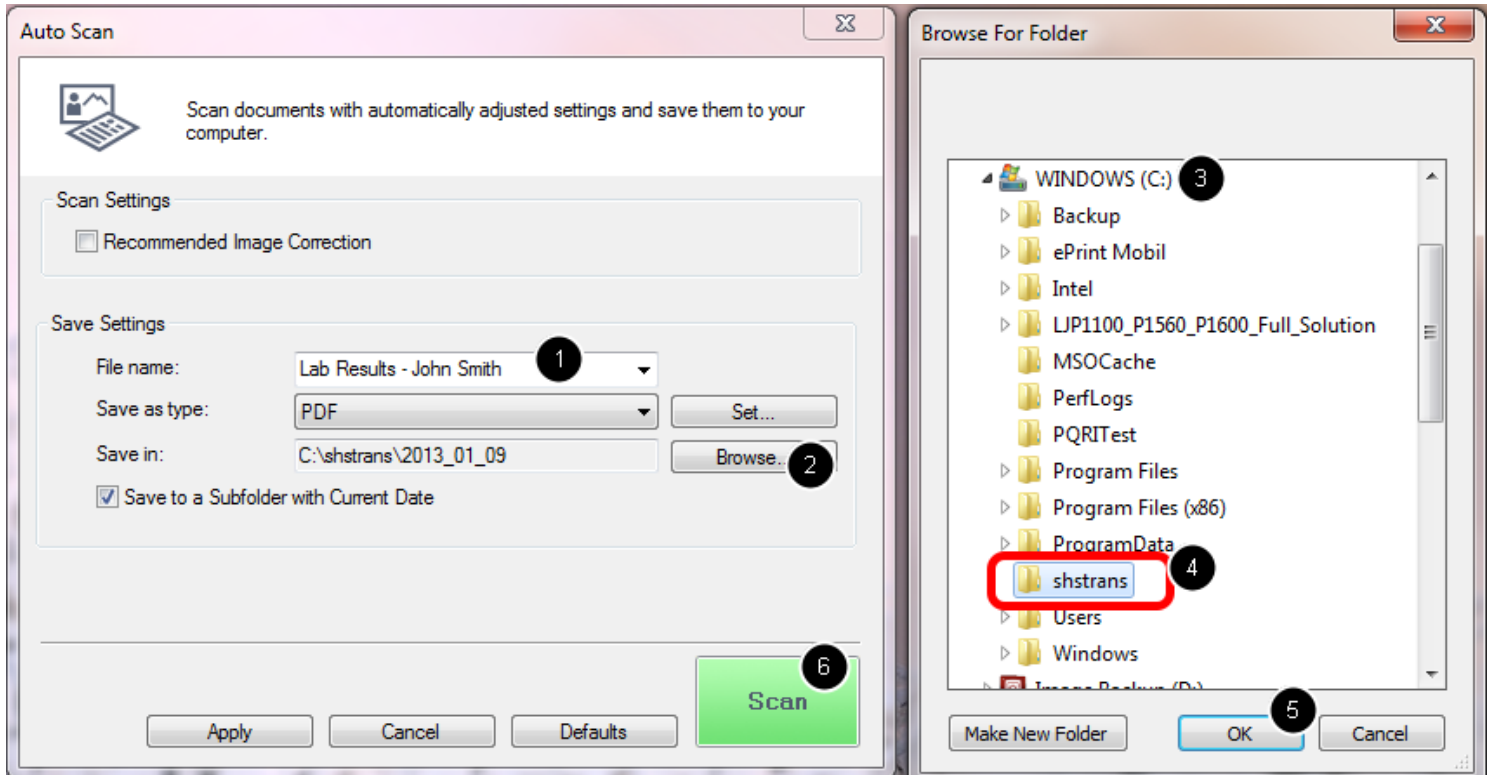 Auto Scan
Scan documents with automatically adjusted settings and save them to your
computer.
Scan Settings
Recommended Image Correction
Save Settings
File name:
Lab Results - John Smith
1
Save as type:
PDF
Set...
Save in:
C:\shstrans\2013_01_09
Browse..
2
Save to a Subfolder with Current Date
6
Scan
Apply
Cancel
Defaults
Browse For Folder
WINDOWS (C:)
3
Backup
ePrint Mobil
Intel
LJP1100_P1560_P1600_Full_Solution
MSOCache
PerfLogs
PQRITest
Program Files
Program Files (x86)
ProgramData
4
shstrans
Users
Windows
Image Backup (D:)
5
Make New Folder
OK
Cancel